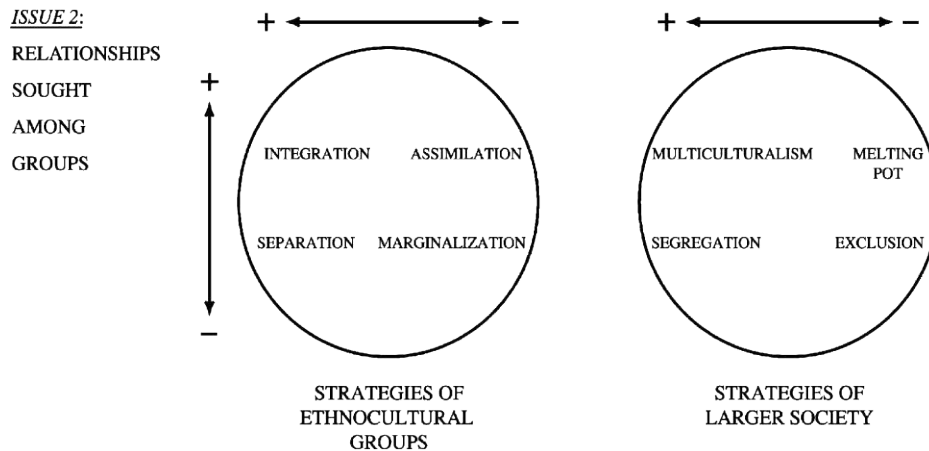 ISSUE 2:
RELATIONSHIPS
SOUGHT
AMONG
GROUPS
+ −
+ −
+
−
INTEGRATION ASSIMILATION
SEPARATION MARGINALIZATION
MULTICULTURALISM MELTING
POT
SEGREGATION EXCLUSION
STRATEGIES OF
ETHNOCULTURAL
GROUPS
STRATEGIES OF
LARGER SOCIETY